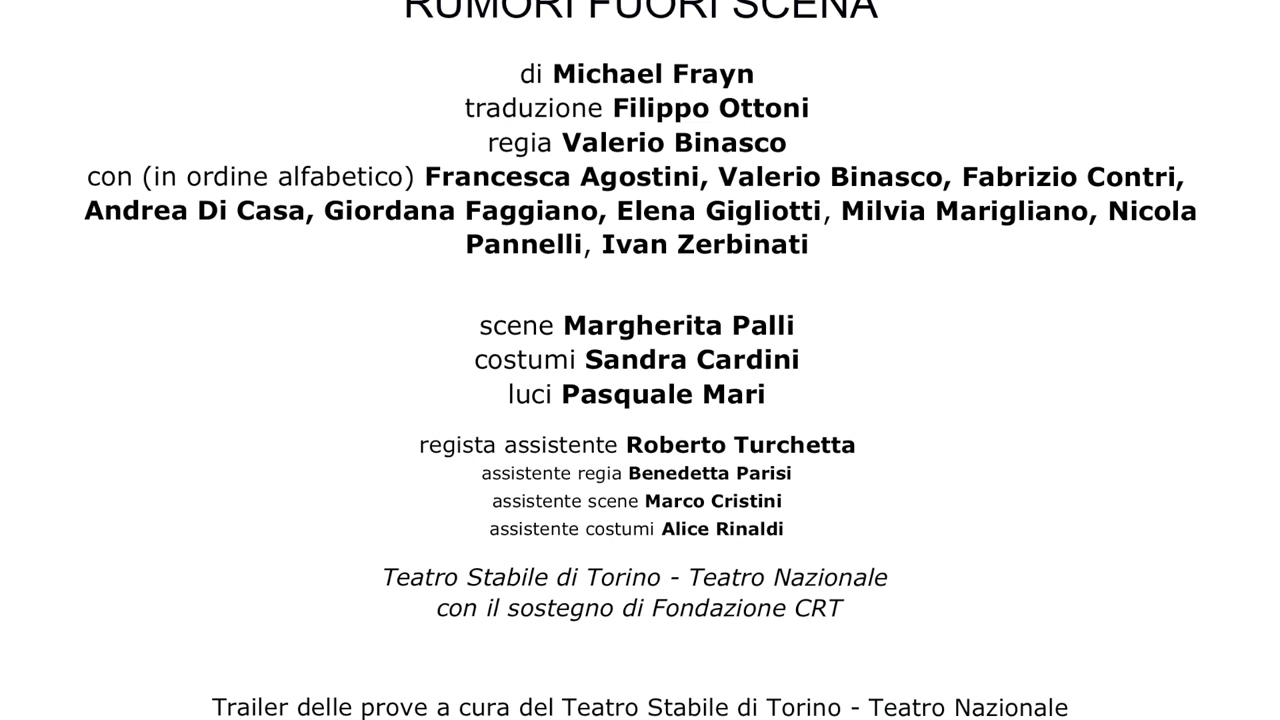 RUMORI FUORI SCENA
di Michael Frayn
traduzione Filippo Ottoni
regia Valerio Binasco
con (in ordine alfabetico) Francesca Agostini, Valerio Binasco, Fabrizio Contri,
Andrea Di Casa, Giordana Faggiano, Elena Gigliotti, Milvia Marigliano, Nicola
Pannelli, Ivan Zerbinati
scene Margherita Palli
costumi Sandra Cardini
luci Pasquale Mari
regista assistente Roberto Turchetta
assistente regia Benedetta Parisi
assistente scene Marco Cristini
assistente costumi Alice Rinaldi
Teatro Stabile di Torino - Teatro Nazionale
con il sostegno di Fondazione CRT
Trailer delle prove a cura del Teatro Stabile di Torino - Teatro Nazionale